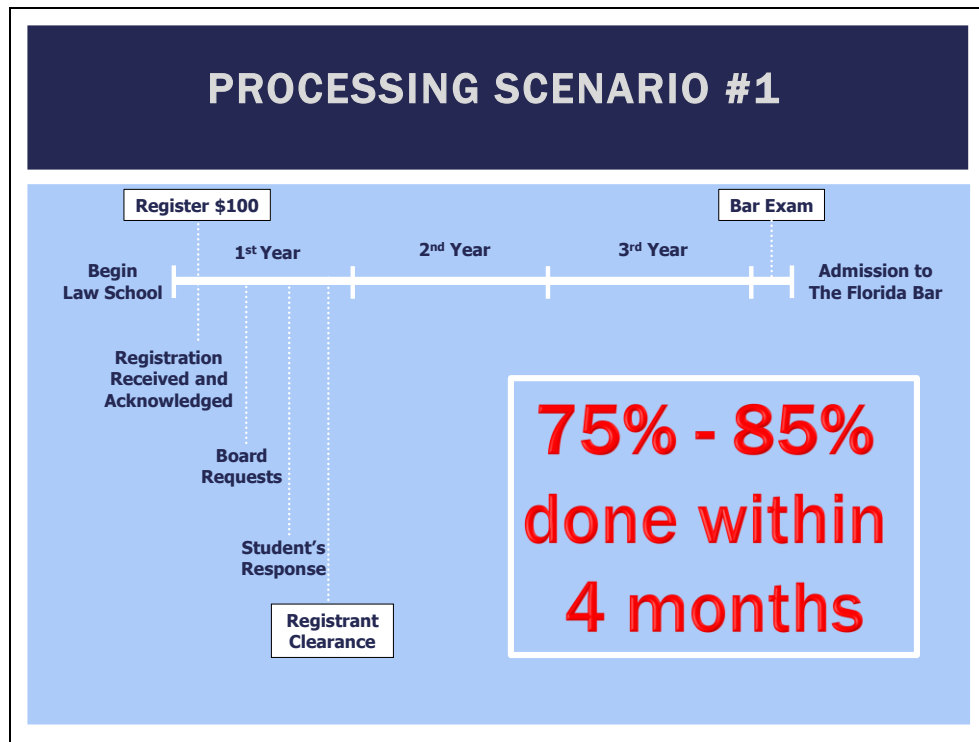 PROCESSING SCENARIO #1
Register $100
Bar Exam
1st Year
2nd Year
3rd Year
Begin
Law School
Admission to
The Florida Bar
Registration
Received and
Acknowledged
Board
Requests
Student’s
Response
Registrant
Clearance
75% - 85%
done within
4 months